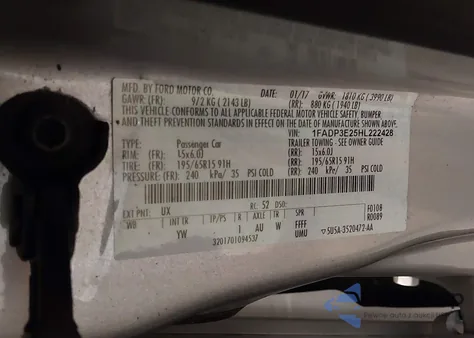 MFD. BY FORD MOTOR CO.
DATE: 01/17 GVWR: 1810 KG (3990 LB)
GAWR: (FR): 972 KG (2143 LB) (RR): 880 KG (1940 LB)
THIS VEHICLE CONFORMS TO ALL APPLICABLE FEDERAL MOTOR VEHICLE SAFETY, BUMPER,
AND THEFT PREVENTION STANDARDS IN EFFECT ON THE DATE OF MANUFACTURE SHOWN ABOVE.
VIN: 1FADP3E25HL222428
TYPE: Passenger Car TRAILER TOWING - SEE OWNER GUIDE
RIM: (FR): 15x6.0J (RR): 15x6.0J
TIRE: (FR): 195/65R15 91H (RR): 195/65R15 91H
PRESSURE: (FR): 240 kPa/ 35 PSI COLD (RR): 240 kPa/ 35 PSI COLD
EXT PNT: UX RC: 52 DSO: F0108
WB INT TR TP/PS R AXLE TR SPR R0089
YW 1 AU W FFFF
UMU
3201701094537 5U5A-3520472-AA